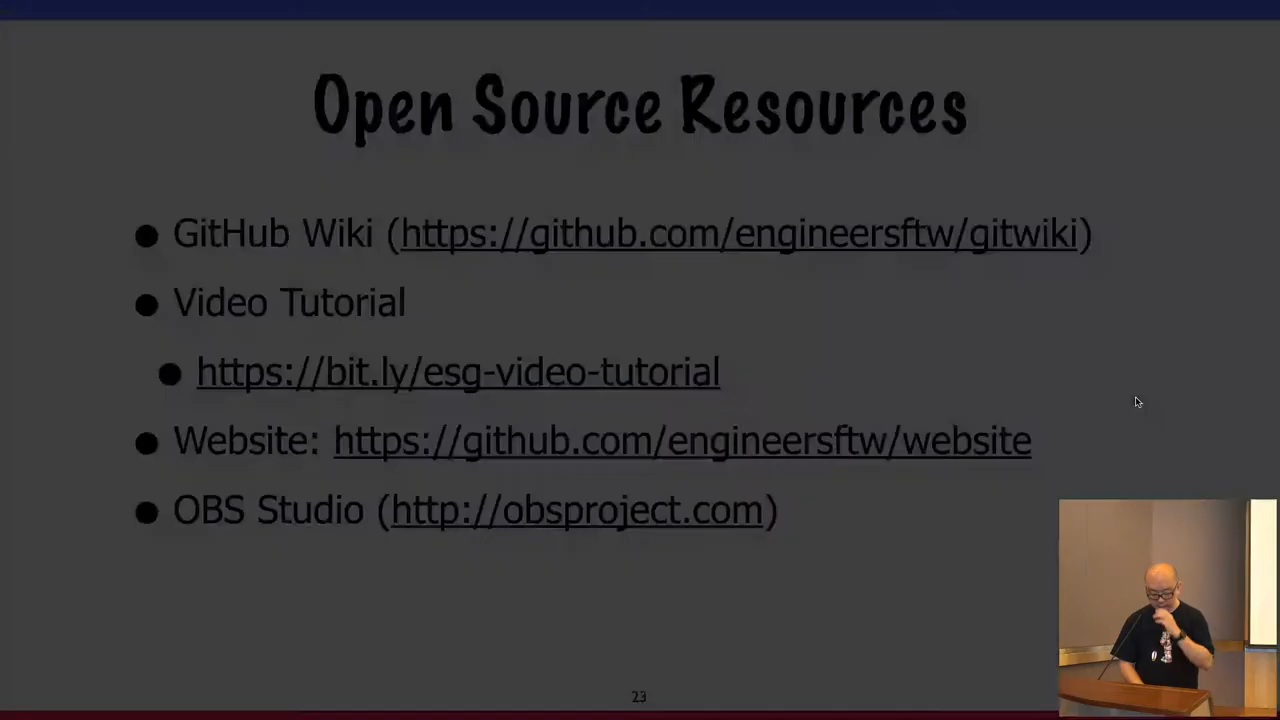 Open Source Resources
● GitHub Wiki (https://github.com/engineersftw/gitwiki)
● Video Tutorial
● https://bit.ly/esg-video-tutorial
● Website: https://github.com/engineersftw/website
● OBS Studio (http://obsproject.com)
23